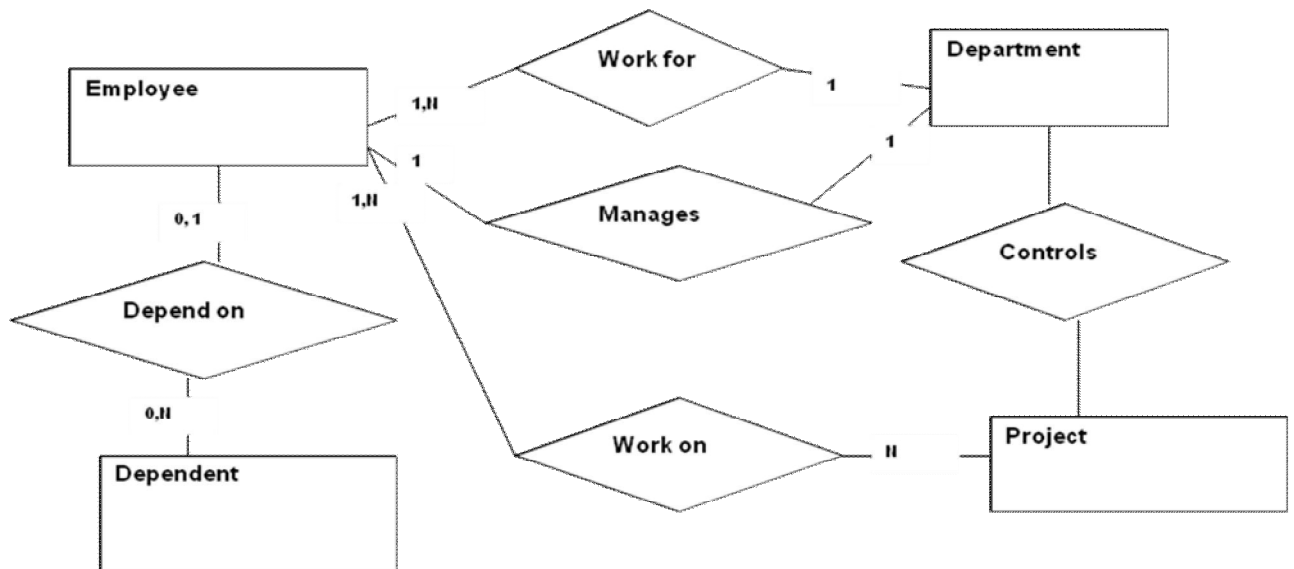 Work for
Department
Employee
1,N
1
1
1
1,N
Manages
0, 1
Controls
Depend on
0,N
Work on
N
Project
Dependent